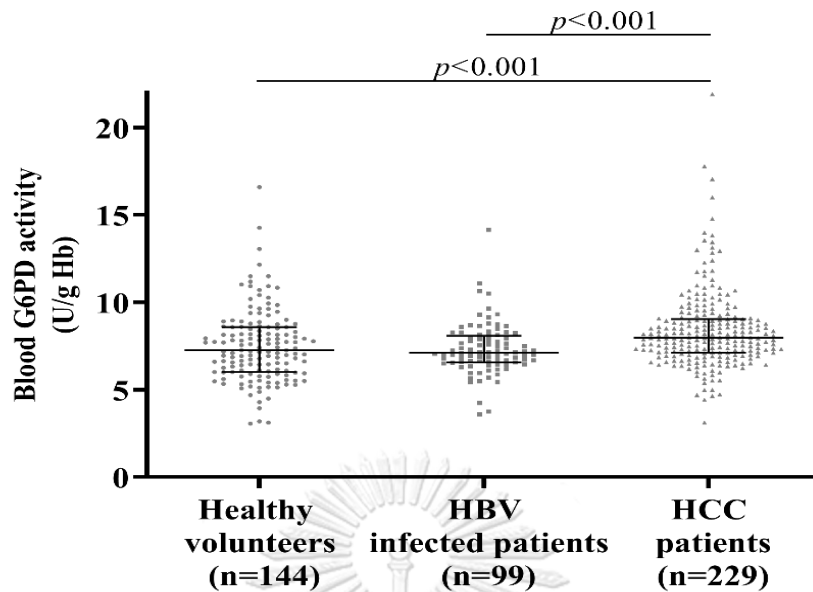 p<0.001
p<0.001
Blood G6PD activity
(U/g Hb)
20
15
10
5
0
Healthy
volunteers
(n=144)
HBV
infected patients
(n=99)
HCC
patients
(n=229)